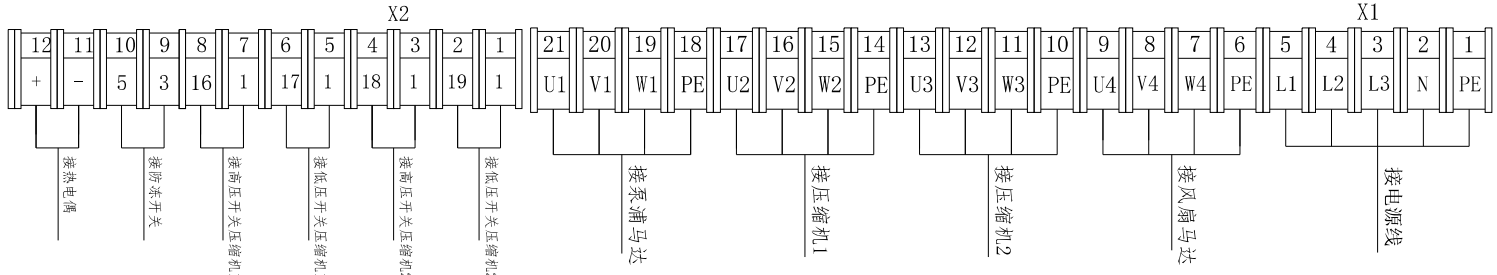 X2 X1
12 11 10 9 8 7 6 5 4 3 2 1 21 20 19 18 17 16 15 14 13 12 11 10 9 8 7 6 5 4 3 2 1
+ - 5 3 16 1 17 1 18 1 19 1 U1 V1 W1 PE U2 V2 W2 PE U3 V3 W3 PE U4 V4 W4 PE L1 L2 L3 N PE
接热电偶
接防冻开关
接高压开关压缩机
接低压开关压缩机
接高压开关压缩机
接低压开关压缩机
接泵浦马达
接压缩机1
接压缩机2
接风扇马达
接电源线